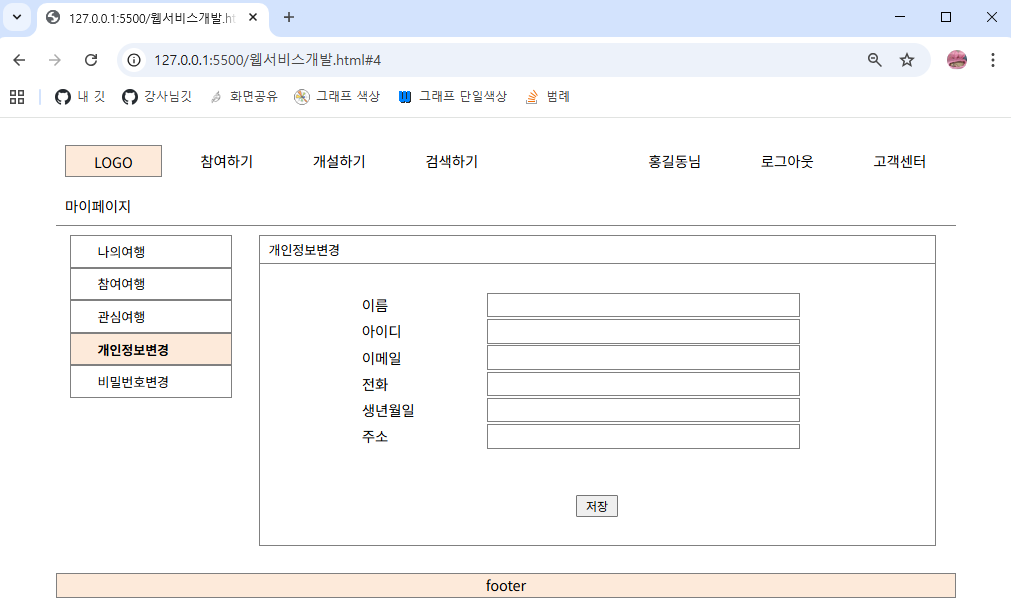 127.0.0.1:5500/웹서비스개발.ht
127.0.0.1:5500/웹서비스개발.html#4
내 깃 강사님깃 화면공유 그래프 색상 그래프 단일색상 범례
LOGO 참여하기 개설하기 검색하기 홍길동님 로그아웃 고객센터
마이페이지
나의여행
참여여행
관심여행
개인정보변경
비밀번호변경
개인정보변경
이름
아이디
이메일
전화
생년월일
주소
저장
footer